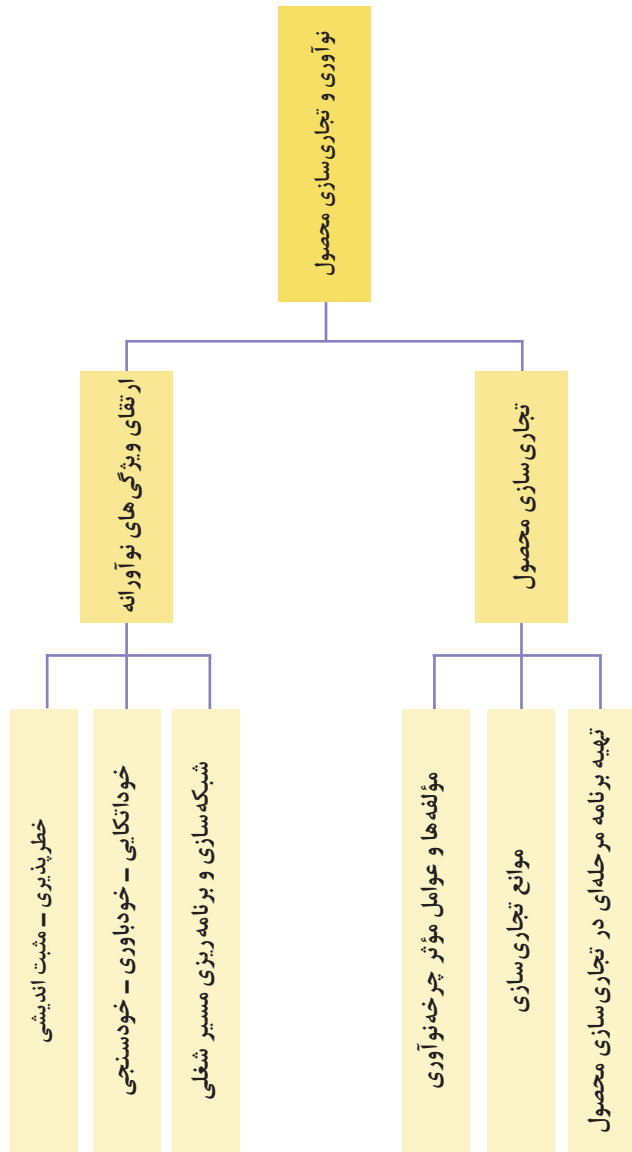 نوآوری و تجاری‌سازی محصول
ارتقای ویژگی‌های نوآورانه
تجاری‌سازی محصول
خطرپذیری – مثبت اندیشی
خوداتکایی – خودباوری – خودسنجی
شبکه‌سازی و برنامه‌ریزی مسیر شغلی
مؤلفه‌ها و عوامل مؤثر چرخه‌نوآوری
موانع تجاری‌سازی
تهیه برنامه مرحله‌ای در تجاری‌سازی محصول